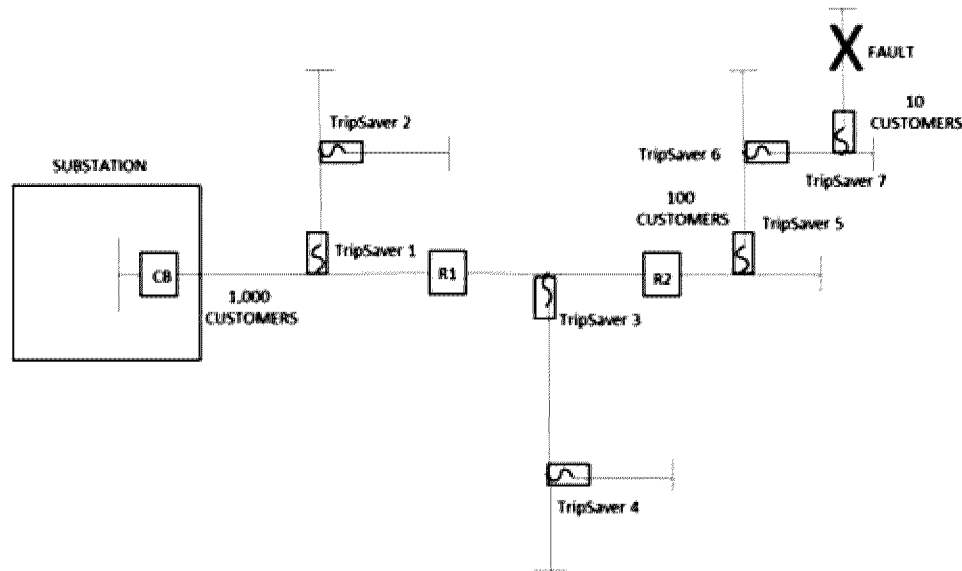 FAULT
10
CUSTOMERS
TripSaver 2
TripSaver 6
TripSaver 7
SUBSTATION
100
CUSTOMERS
TripSaver 5
TripSaver 1
CB
R1
R2
1,000
CUSTOMERS
TripSaver 3
TripSaver 4